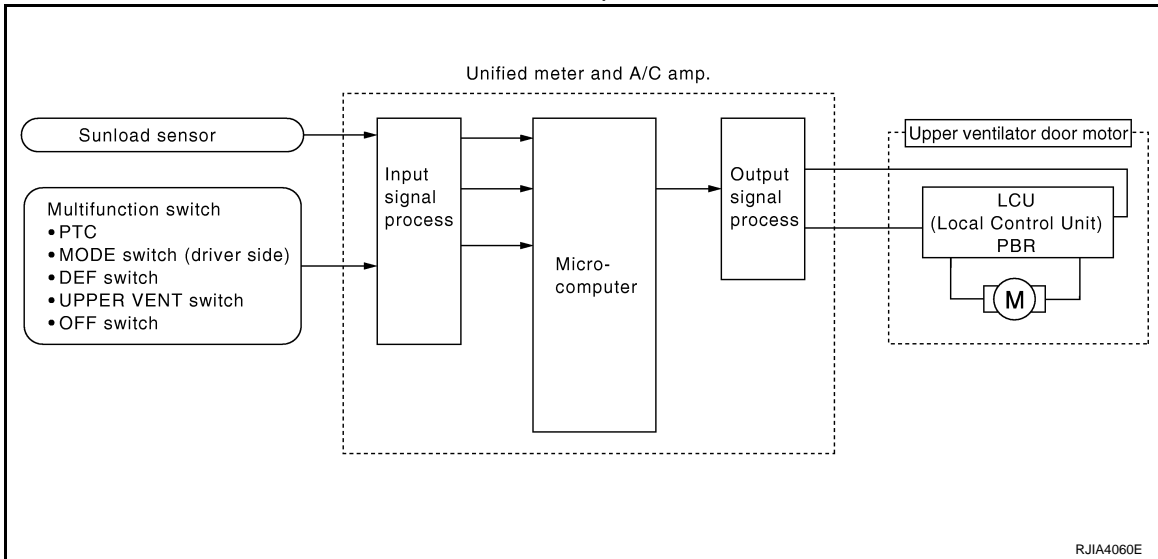 Unified meter and A/C amp.
Sunload sensor
Multifunction switch
• PTC
• MODE switch (driver side)
• DEF switch
• UPPER VENT switch
• OFF switch
Input
signal
process
Micro-
computer
Output
signal
process
Upper ventilator door motor
LCU
(Local Control Unit)
PBR
M
RJIA4060E